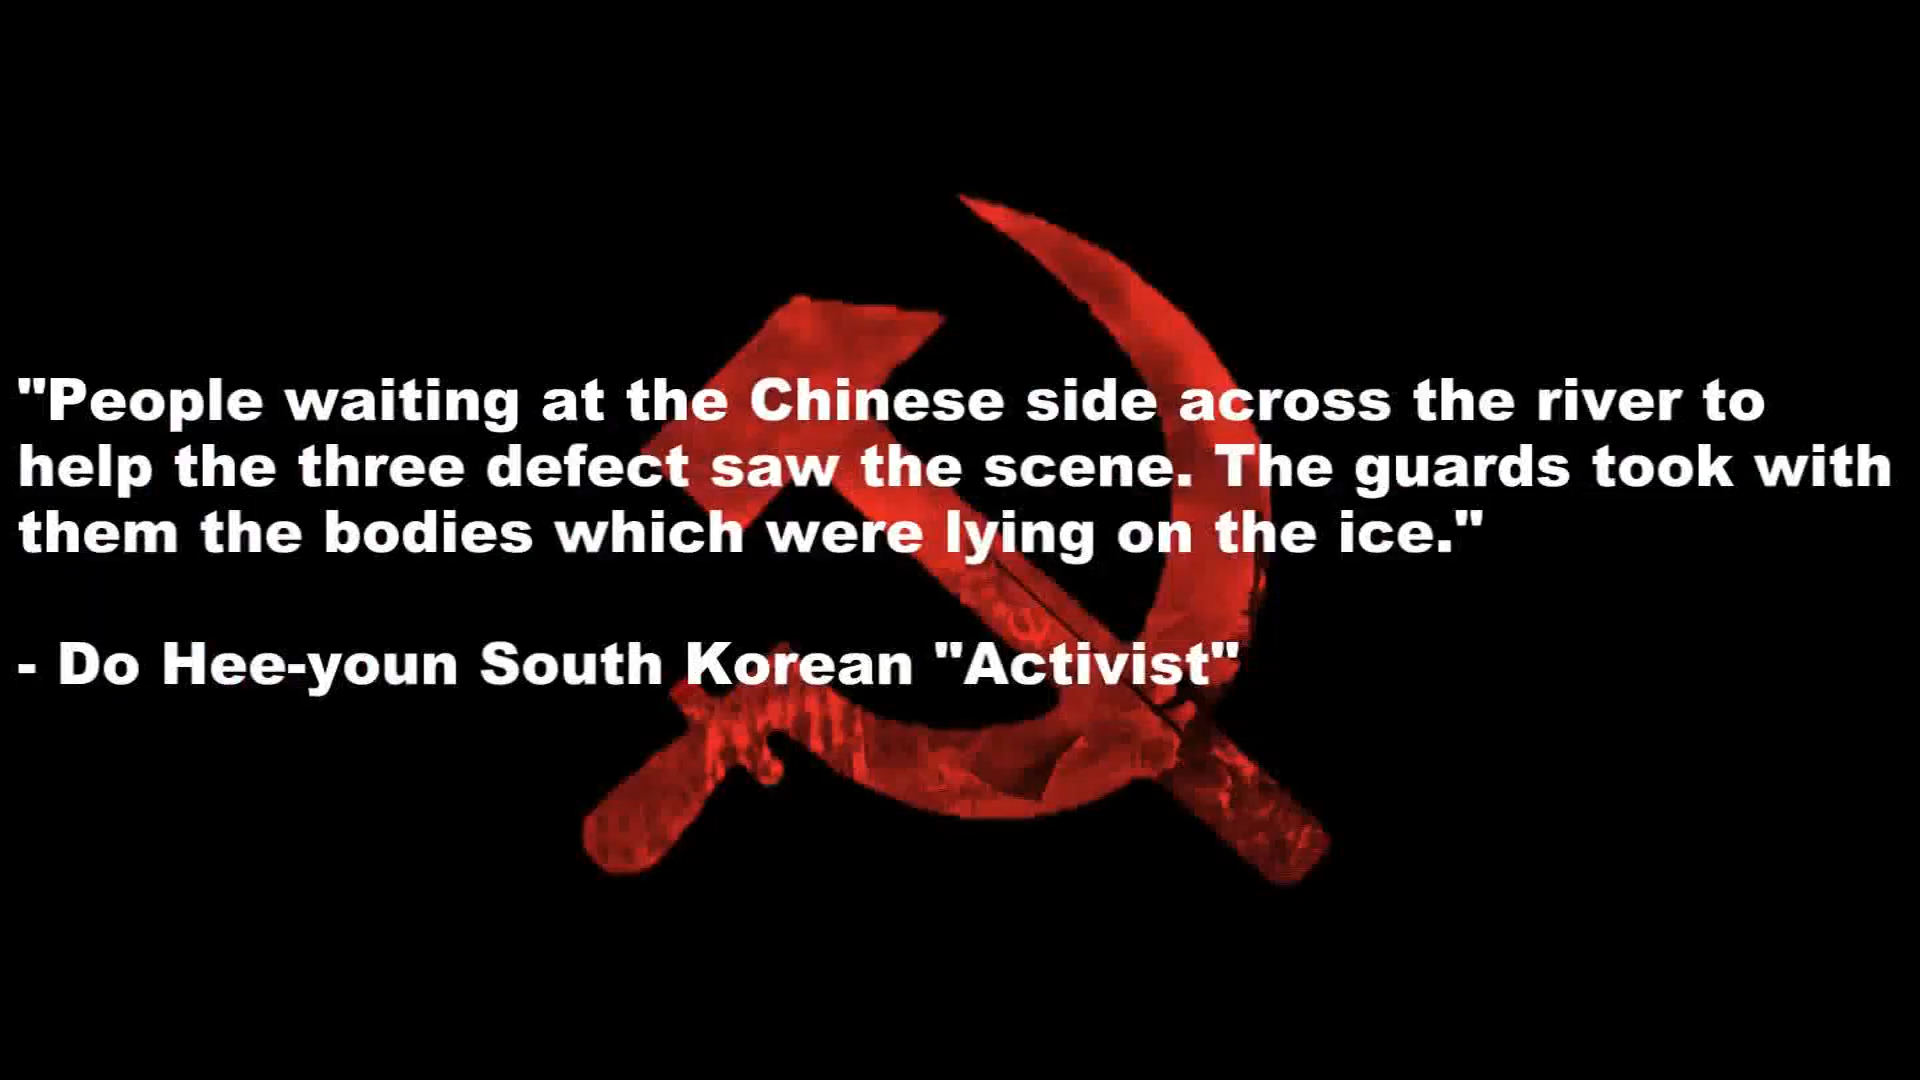 "People waiting at the Chinese side across the river to
help the three defect saw the scene. The guards took with
them the bodies which were lying on the ice."
- Do Hee-youn South Korean "Activist"